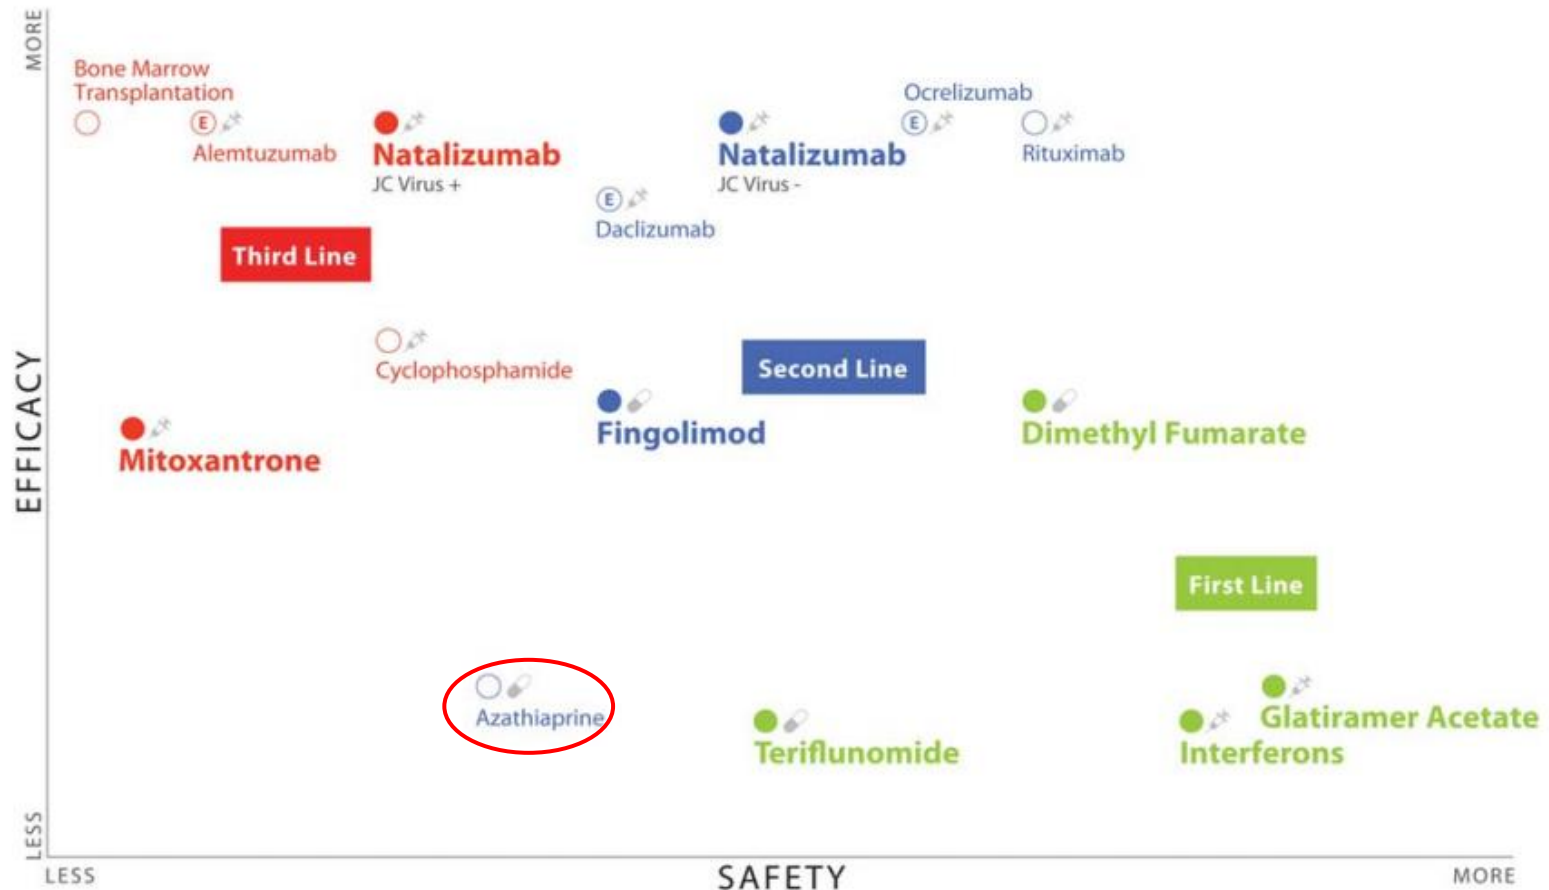 MORE
Bone Marrow
Transplantation
E
Alemtuzumab
Natalizumab
JC Virus +
Natalizumab
JC Virus -
Ocrelizumab
E
Rituximab
E
Daclizumab
Third Line
Cyclophosphamide
Second Line
Mitoxantrone
Fingolimod
Dimethyl Fumarate
EFFICACY
First Line
Azathiaprine
Teriflunomide
Glatiramer Acetate
Interferons
LESS
LESS
SAFETY
MORE